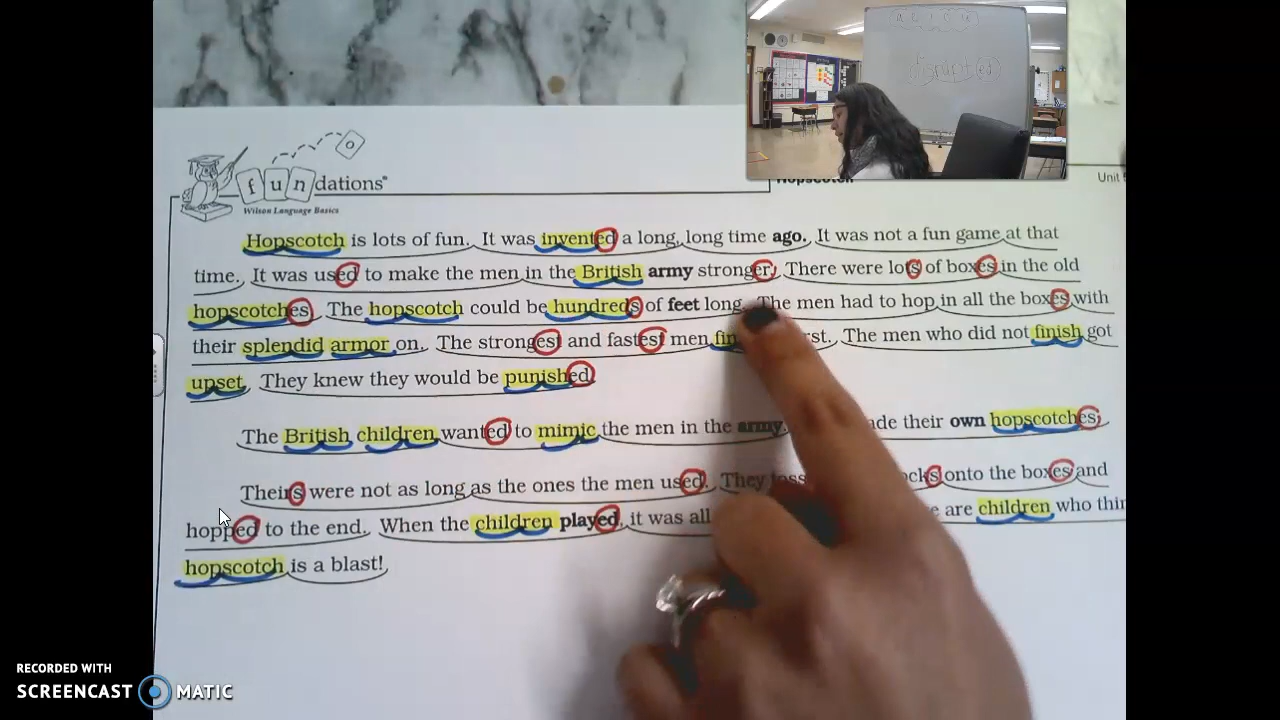 a e i o u
disrupt ed
Hopscotch
Unit
fundations®
Wilson Language Basics
Hopscotch is lots of fun. It was invented a long, long time ago. It was not a fun game at that
time. It was used to make the men in the British army stronger. There were lots of boxes in the old
hopscotches. The hopscotch could be hundreds of feet long. The men had to hop in all the boxes with
their splendid armor on. The strongest and fastest men The men who did not finish got
upset. They knew they would be punished.
The British children wanted to mimic the men in the army. their own hopscotches.
Theirs were not as long as the ones the men used. They onto the boxes and
hopped to the end. When the children played, it was all are children who
hopscotch is a blast!
RECORDED WITH
SCREENCAST MATIC